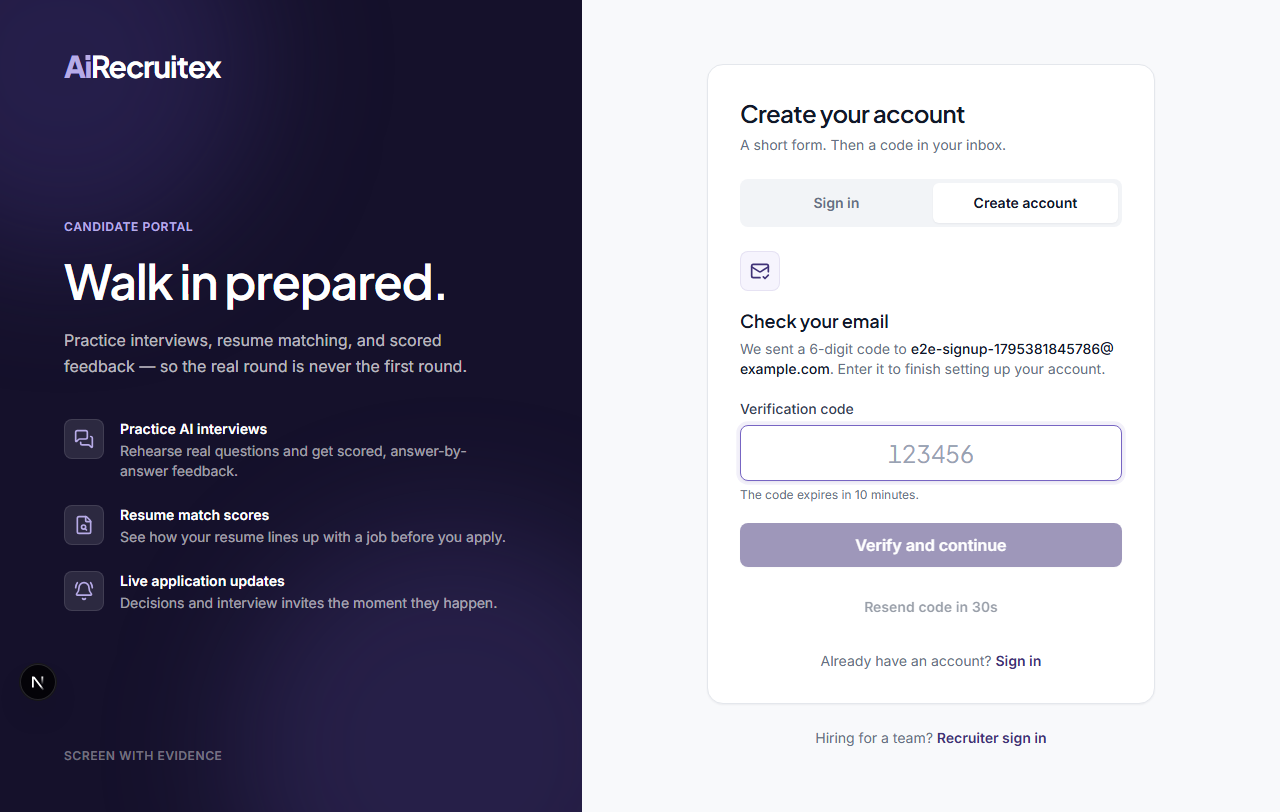 AiRecruitex
CANDIDATE PORTAL
Walk in prepared.
Practice interviews, resume matching, and scored
feedback — so the real round is never the first round.
Practice AI interviews
Rehearse real questions and get scored, answer-by-
answer feedback.
Resume match scores
See how your resume lines up with a job before you apply.
Live application updates
Decisions and interview invites the moment they happen.
N
SCREEN WITH EVIDENCE
Create your account
A short form. Then a code in your inbox.
Sign in
Create account
Check your email
We sent a 6-digit code to e2e-signup-1795381845786@
example.com. Enter it to finish setting up your account.
Verification code
123456
The code expires in 10 minutes.
Verify and continue
Resend code in 30s
Already have an account? Sign in
Hiring for a team? Recruiter sign in